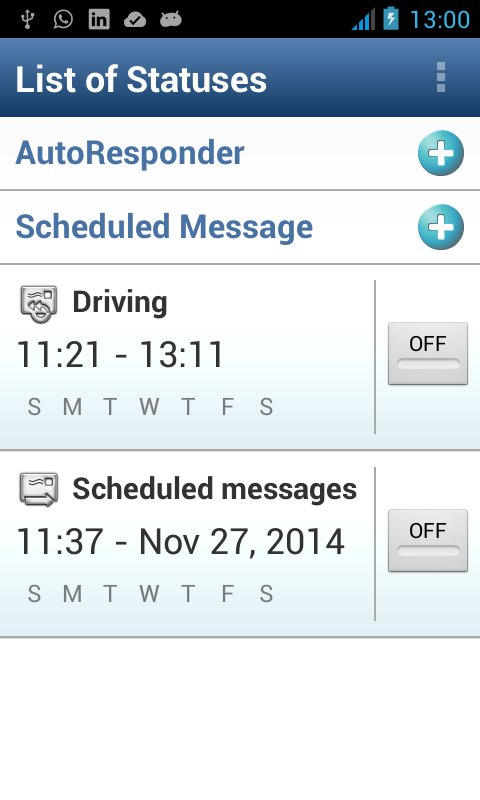 13:00
List of Statuses
AutoResponder
Scheduled Message
Driving
11:21 - 13:11
OFF
S M T W T F S
Scheduled messages
11:37 - Nov 27, 2014
OFF
S M T W T F S